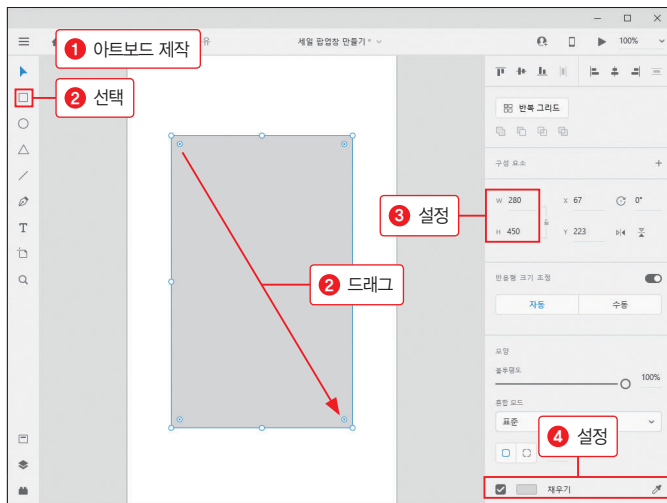 세일 팝업창 만들기* 100%
1 아트보드 제작
유
2 선택
반복 그리드
구성 요소 +
3 설정
W 280 X 67 0°
H 450 Y 223
2 드래그
반응형 크기 조정
자동 수동
모양
불투명도
100%
혼합 모드
표준
4 설정
채우기
T